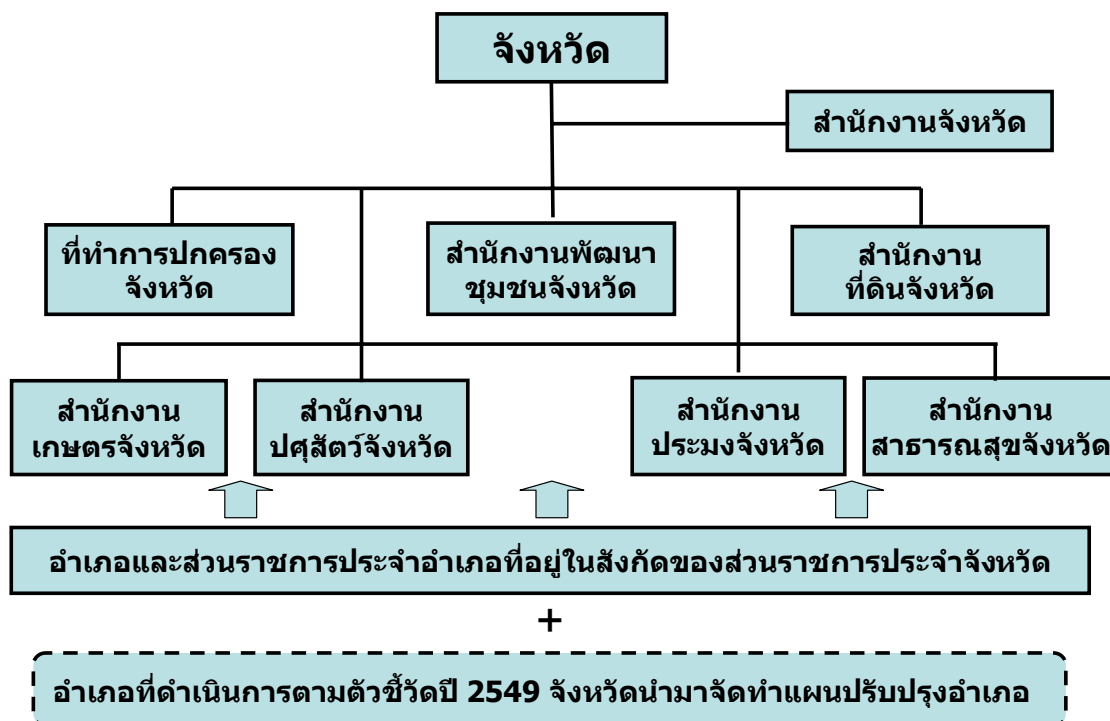 จังหวัด
สำนักงานจังหวัด
ที่ทำการปกครอง
จังหวัด
สำนักงานพัฒนา
ชุมชนจังหวัด
สำนักงาน
ที่ดินจังหวัด
สำนักงาน
เกษตรจังหวัด
สำนักงาน
ปศุสัตว์จังหวัด
สำนักงาน
ประมงจังหวัด
สำนักงาน
สาธารณสุขจังหวัด
อำเภอและส่วนราชการประจำอำเภอที่อยู่ในสังกัดของส่วนราชการประจำจังหวัด
+
อำเภอที่ดำเนินการตามตัวชี้วัดปี 2549 จังหวัดนำมาจัดทำแผนปรับปรุงอำเภอ